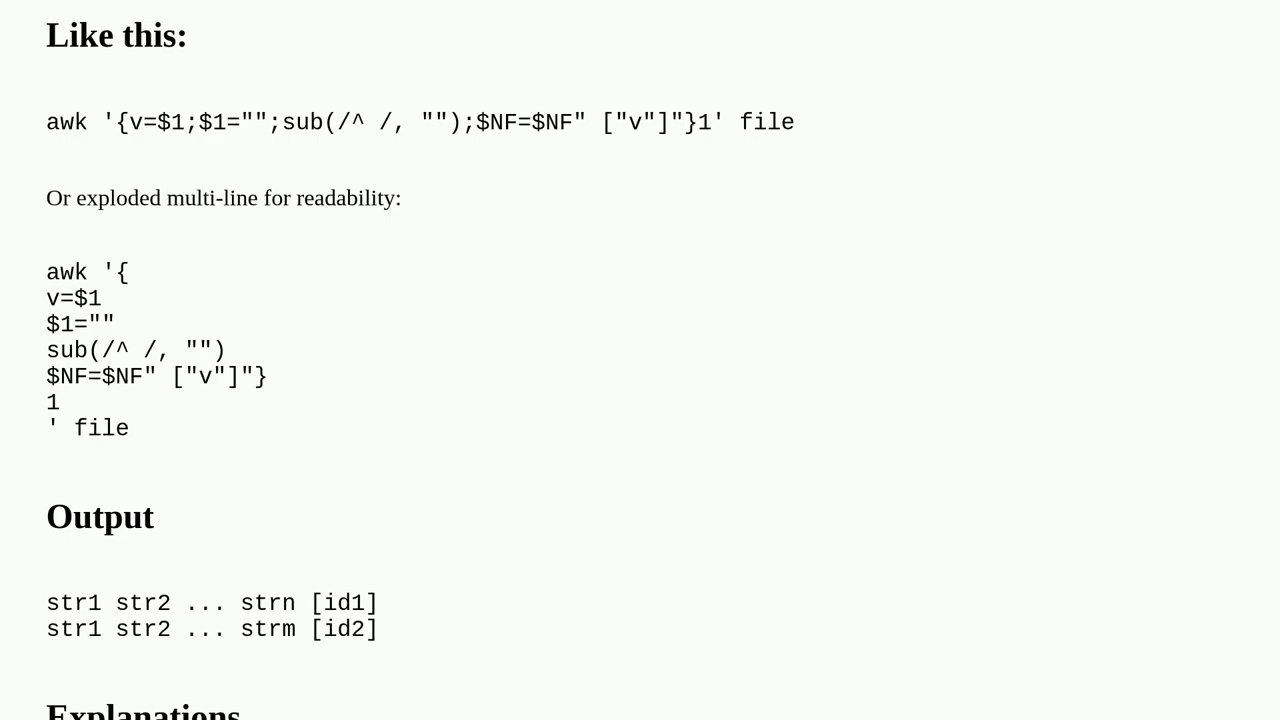 Like this:
awk '{v=$1;$1="";sub(/^ /, "");$NF=$NF" ["v"]"}1' file
Or exploded multi-line for readability:
awk '{
v=$1
$1=""
sub(/^ /, "")
$NF=$NF" ["v"]"}
1
' file
Output
str1 str2 ... strn [id1]
str1 str2 ... strm [id2]
Explanations